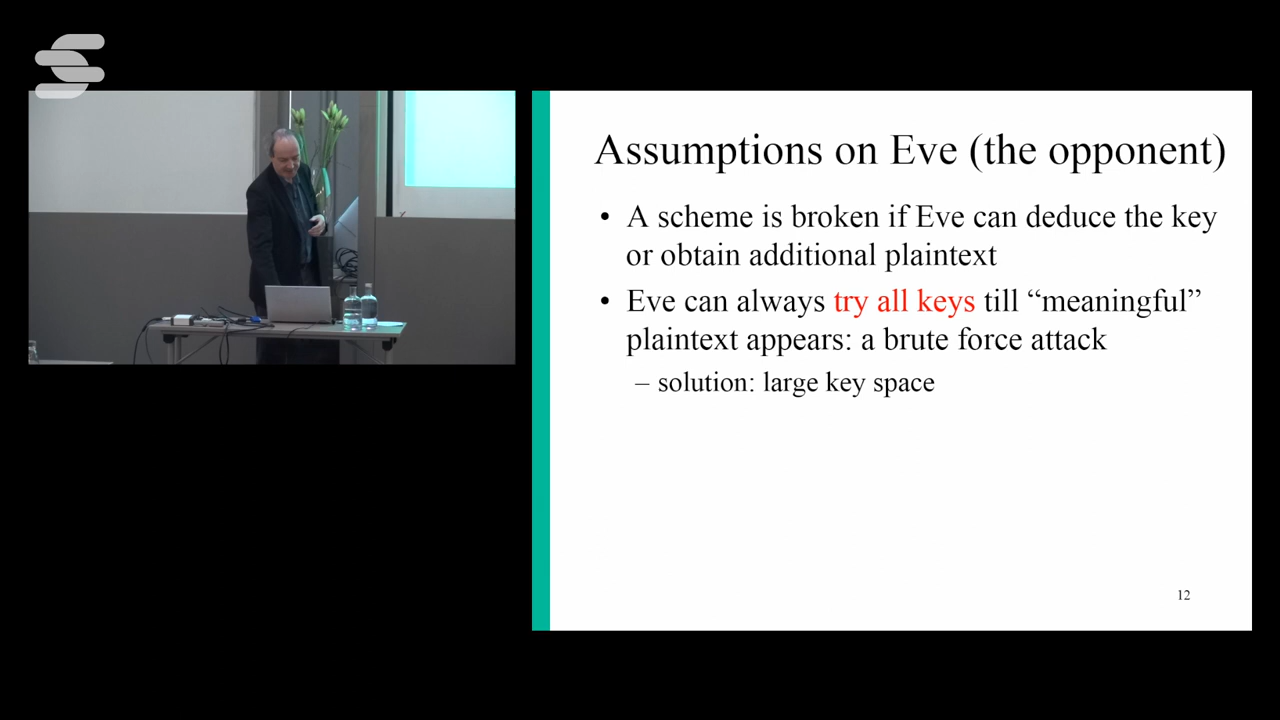 Assumptions on Eve (the opponent)
• A scheme is broken if Eve can deduce the key
or obtain additional plaintext
• Eve can always try all keys till “meaningful”
plaintext appears: a brute force attack
– solution: large key space
12